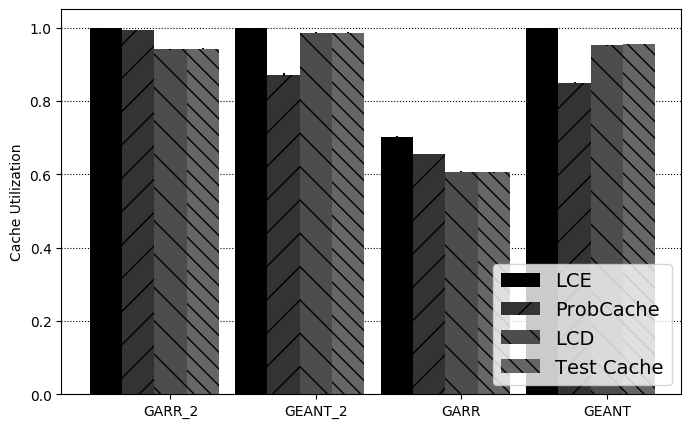 Cache Utilization
1.0
0.8
0.6
0.4
0.2
0.0
GARR_2
GEANT_2
GARR
GEANT
LCE
ProbCache
LCD
Test Cache